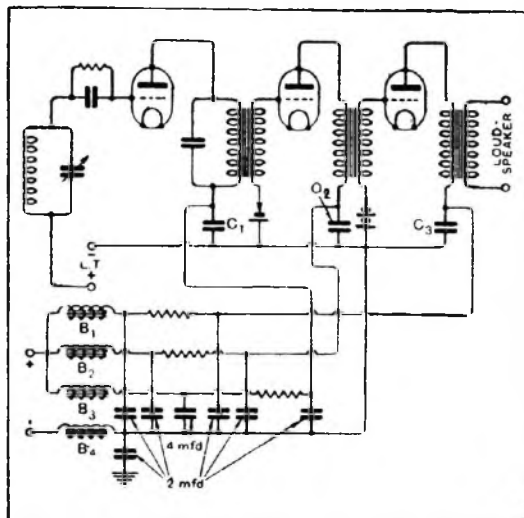 LOUD-
SPEAKER
C1
O2
C3
-
L.T
+
B1
+
B2
B3
-
B4
4 mfd
2 mfd